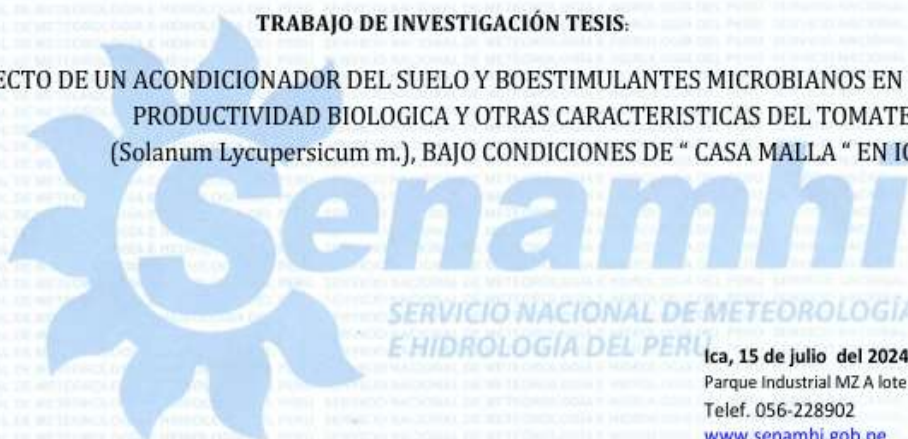 TRABAJO DE INVESTIGACIÓN TESIS:
ECTO DE UN ACONDICIONADOR DEL SUELO Y BOESTIMULANTES MICROBIANOS EN
PRODUCTIVIDAD BIOLOGICA Y OTRAS CARACTERISTICAS DEL TOMATE
(Solanum Lycupersicum m.), BAJO CONDICIONES DE “ CASA MALLA “ EN IC
Senamhi
SERVICIO NACIONAL DE METEOROLOGÍA
E HIDROLOGÍA DEL PERÚ
Ica, 15 de julio del 2024
Parque Industrial MZ A lote
Telef. 056-228902
www.senamhi.gob.pe